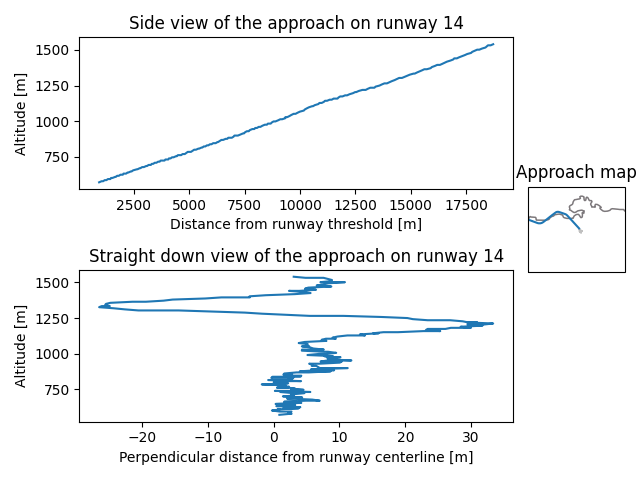 Side view of the approach on runway 14
1500
1250
1000
750
Altitude [m]
2500 5000 7500 10000 12500 15000 17500
Distance from runway threshold [m]
Approach map
Straight down view of the approach on runway 14
1500
1250
1000
750
Altitude [m]
−20 −10 0 10 20 30
Perpendicular distance from runway centerline [m]